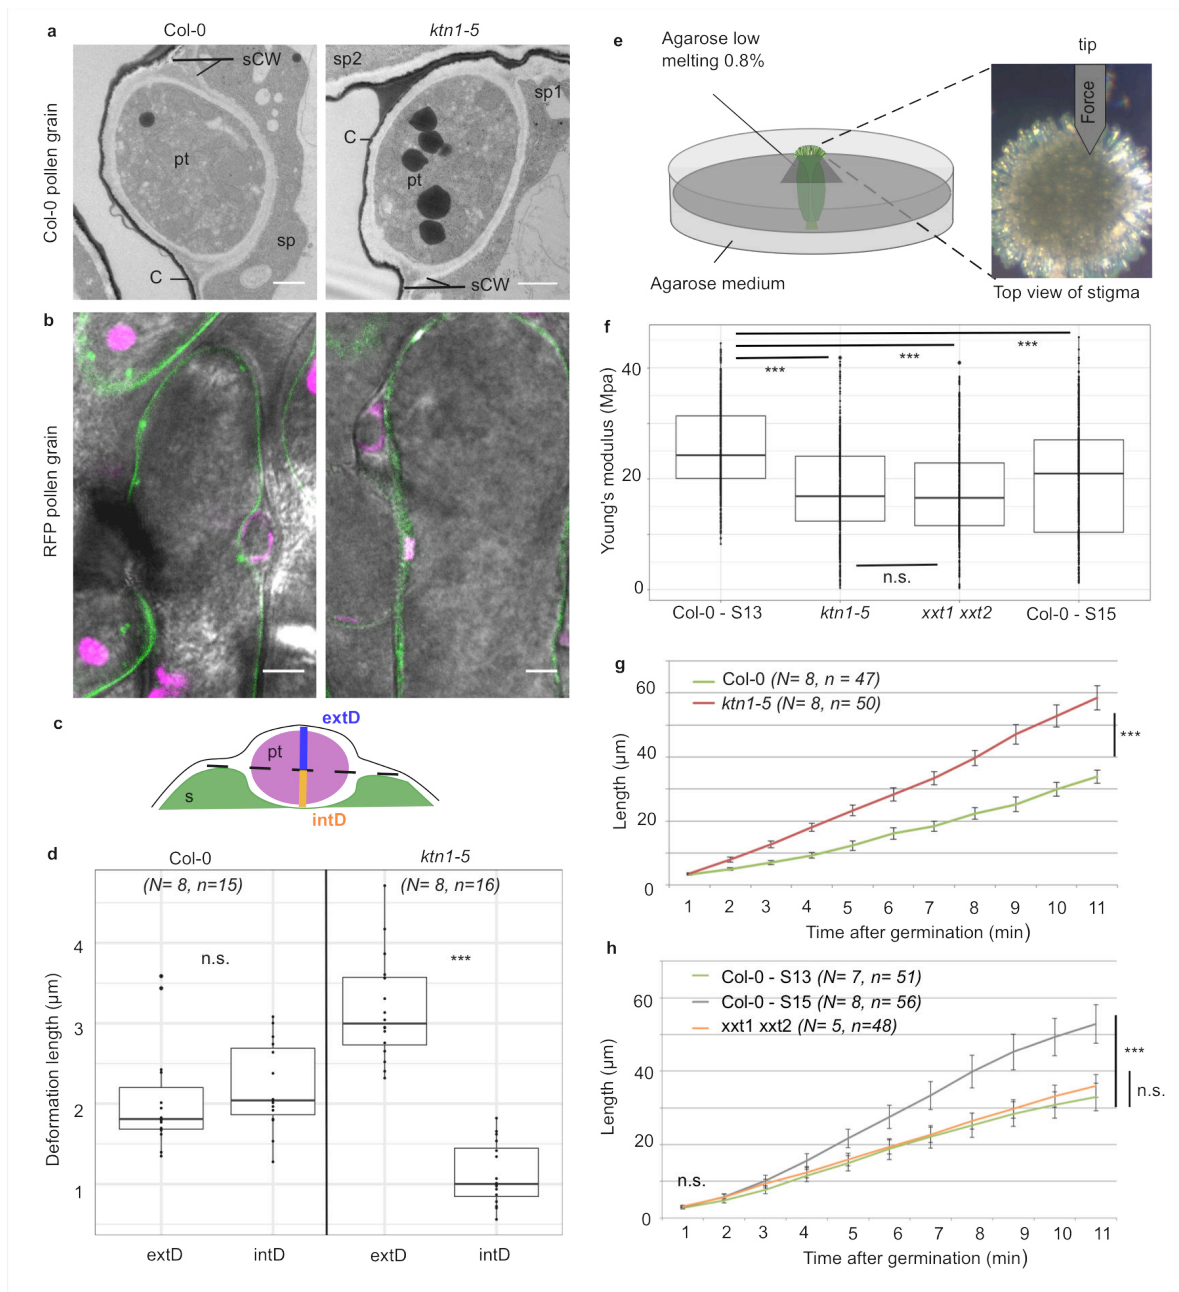 a
Col-0
ktn1-5
Col-0 pollen grain
sCW
pt
sp
C
sp2
sp1
C
pt
sCW
b
RFP pollen grain
c
extD
pt
s
intD
d
Col-0
ktn1-5
(N= 8, n=15)
(N= 8, n=16)
n.s.
***
Deformation length (µm)
4
3
2
1
extD
intD
extD
intD
e
Agarose low
melting 0.8%
tip
Force
Agarose medium
Top view of stigma
f
Young's modulus (Mpa)
40
20
0
***
***
***
n.s.
Col-0 - S13
ktn1-5
xxt1 xxt2
Col-0 - S15
g
Col-0 (N= 8, n = 47)
ktn1-5 (N= 8, n= 50)
***
Length (µm)
60
40
20
0
1 2 3 4 5 6 7 8 9 10 11
Time after germination (min)
h
Col-0 - S13 (N= 7, n= 51)
Col-0 - S15 (N= 8, n= 56)
xxt1 xxt2 (N= 5, n=48)
***
n.s.
n.s.
Length (µm)
60
40
20
0
1 2 3 4 5 6 7 8 9 10 11
Time after germination (min)